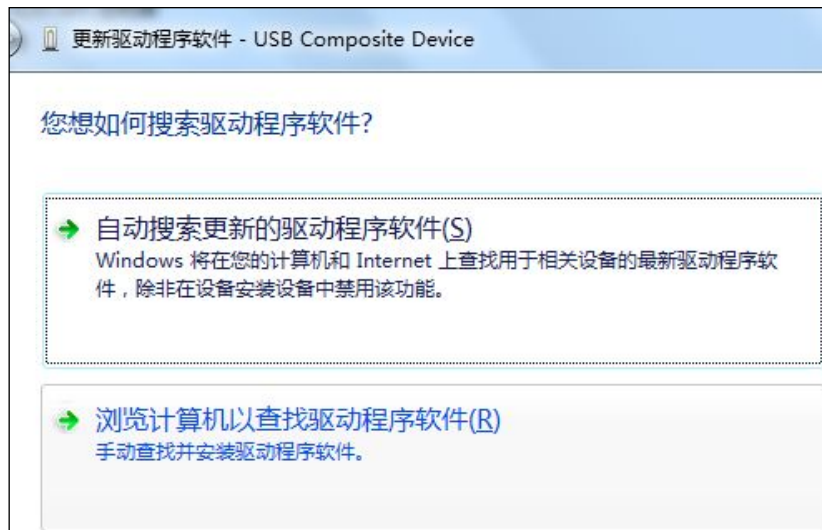 更新驱动程序软件 - USB Composite Device
您想如何搜索驱动程序软件?
自动搜索更新的驱动程序软件(S)
Windows 将在您的计算机和 Internet 上查找用于相关设备的最新驱动程序软
件，除非在设备安装设备中禁用该功能。
浏览计算机以查找驱动程序软件(R)
手动查找并安装驱动程序软件。